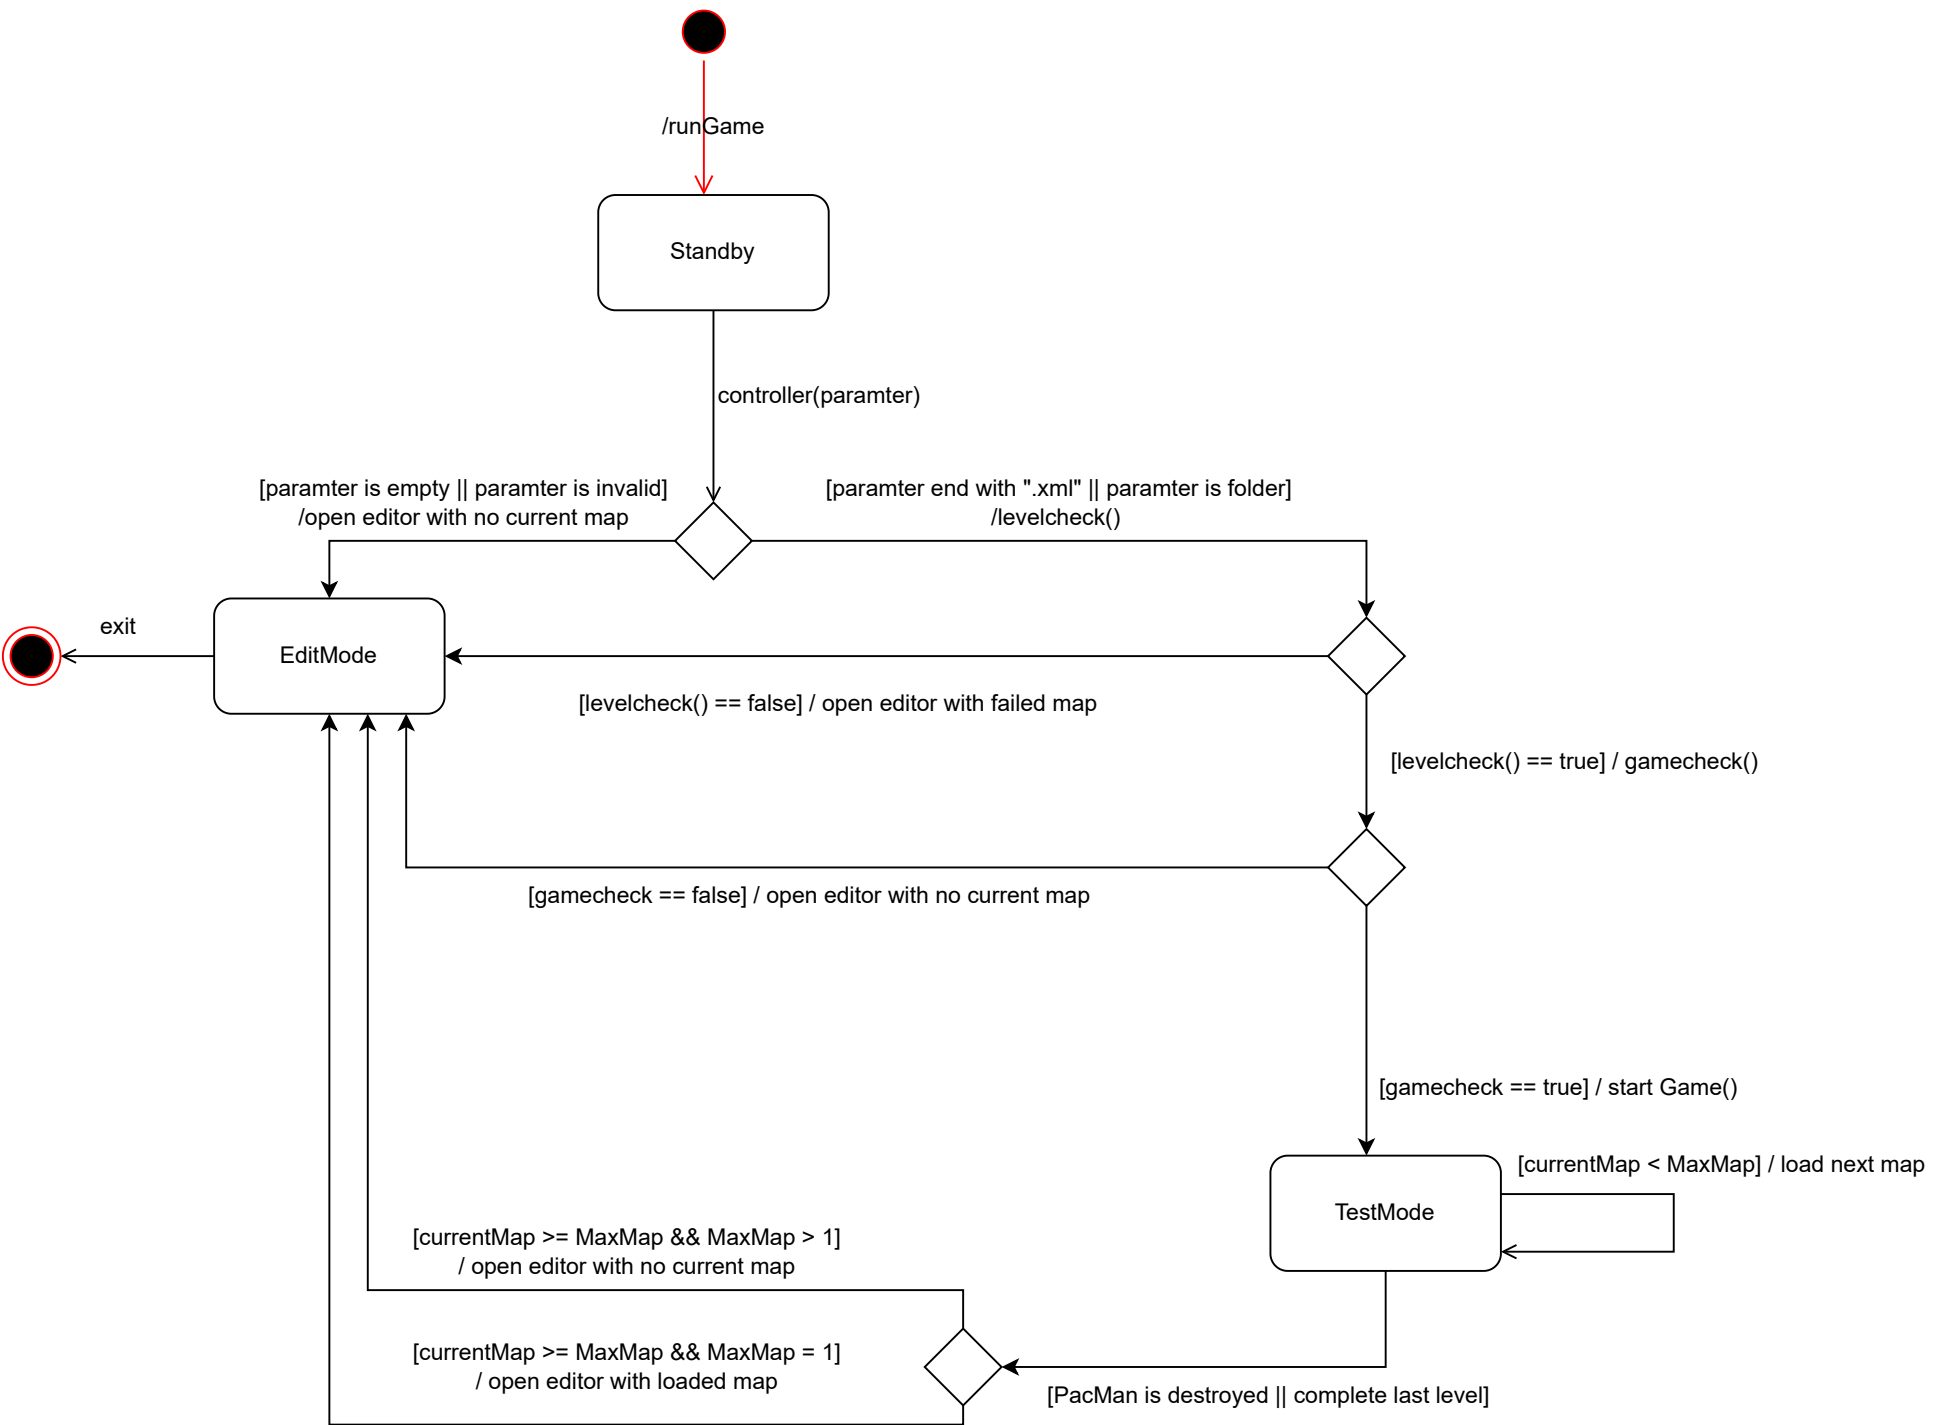 /runGame
Standby
controller(paramter)
[paramter is empty || paramter is invalid]
/open editor with no current map
[paramter end with ".xml" || paramter is folder]
/levelcheck()
exit
EditMode
[levelcheck() == false] / open editor with failed map
[levelcheck() == true] / gamecheck()
[gamecheck == false] / open editor with no current map
[gamecheck == true] / start Game()
[currentMap < MaxMap] / load next map
TestMode
[currentMap >= MaxMap && MaxMap > 1]
/ open editor with no current map
[currentMap >= MaxMap && MaxMap = 1]
/ open editor with loaded map
[PacMan is destroyed || complete last level]